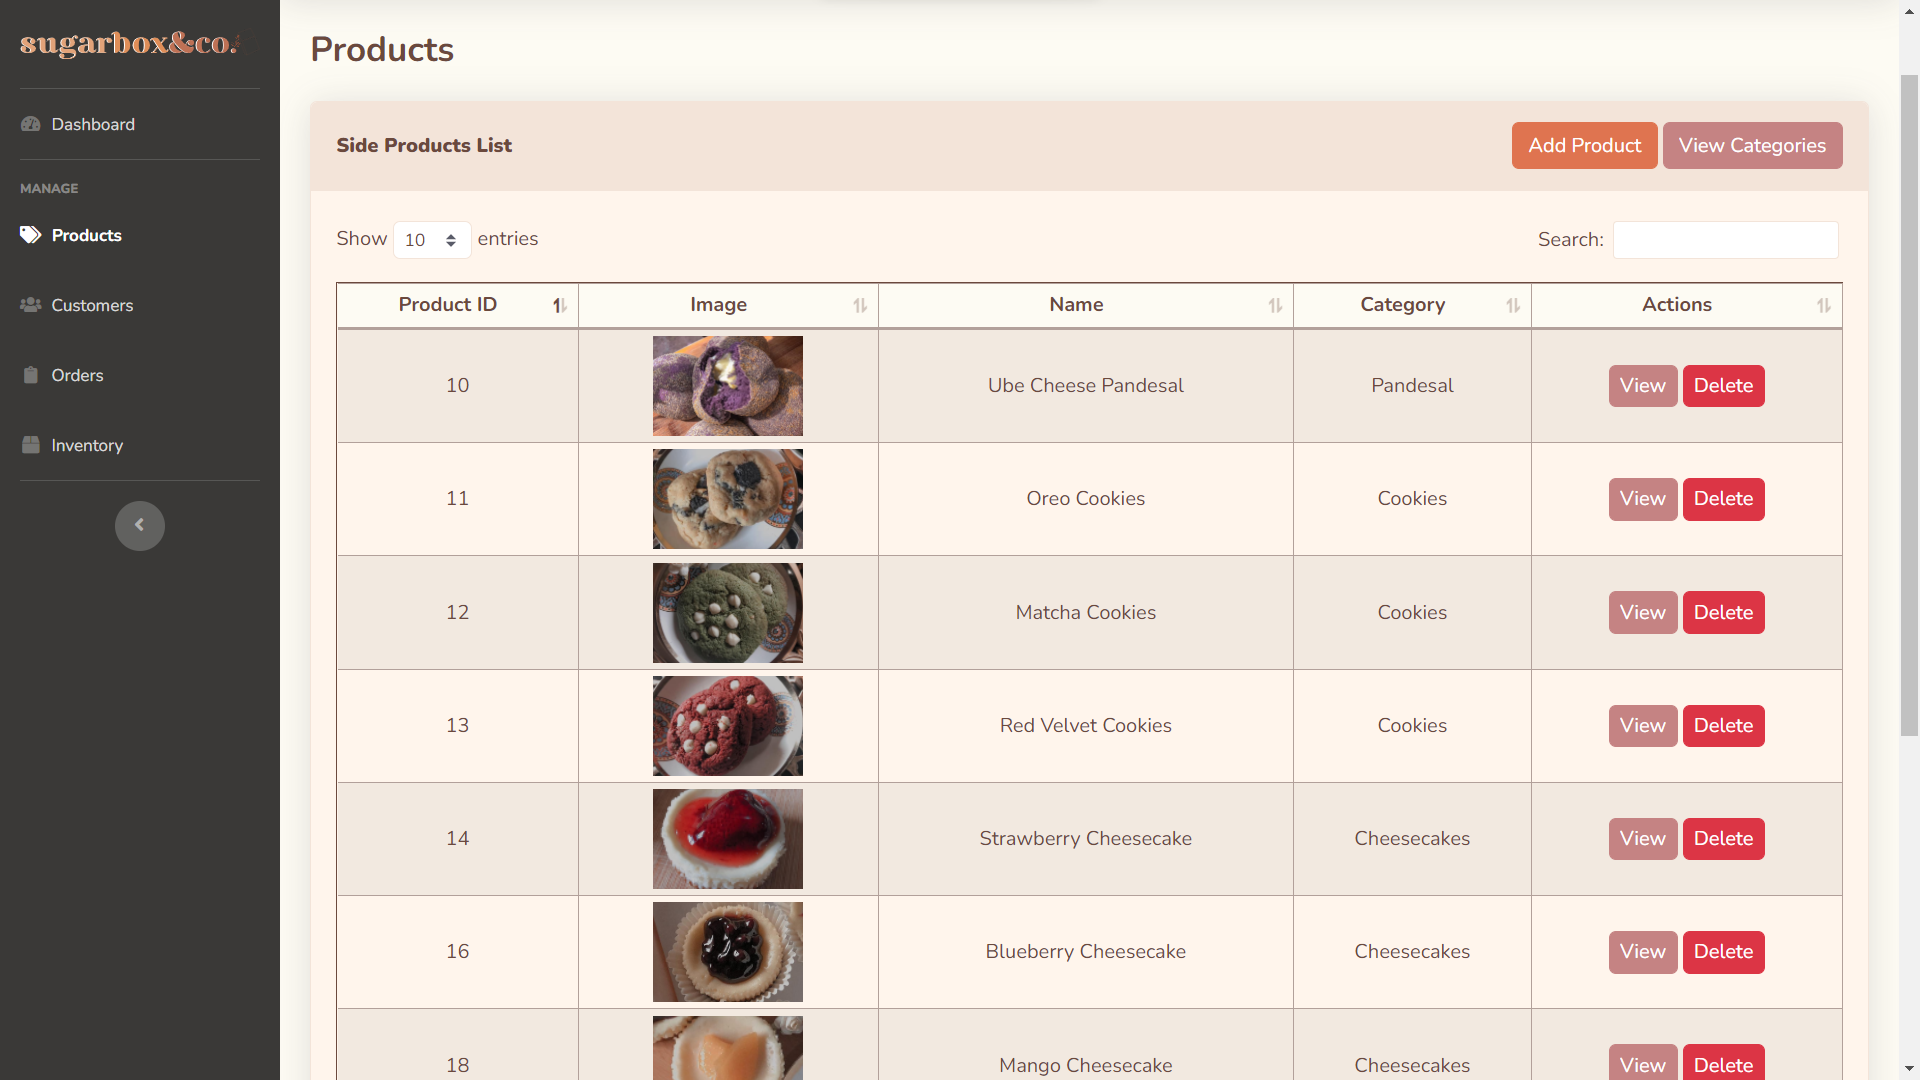 sugarbox&co.
Dashboard
MANAGE
Products
Customers
Orders
Inventory
Products
Side Products List
Add Product
View Categories
Show 10 entries
Search:
Product ID Image Name Category Actions
10 Ube Cheese Pandesal Pandesal View Delete
11 Oreo Cookies Cookies View Delete
12 Matcha Cookies Cookies View Delete
13 Red Velvet Cookies Cookies View Delete
14 Strawberry Cheesecake Cheesecakes View Delete
16 Blueberry Cheesecake Cheesecakes View Delete
18 Mango Cheesecake Cheesecakes View Delete